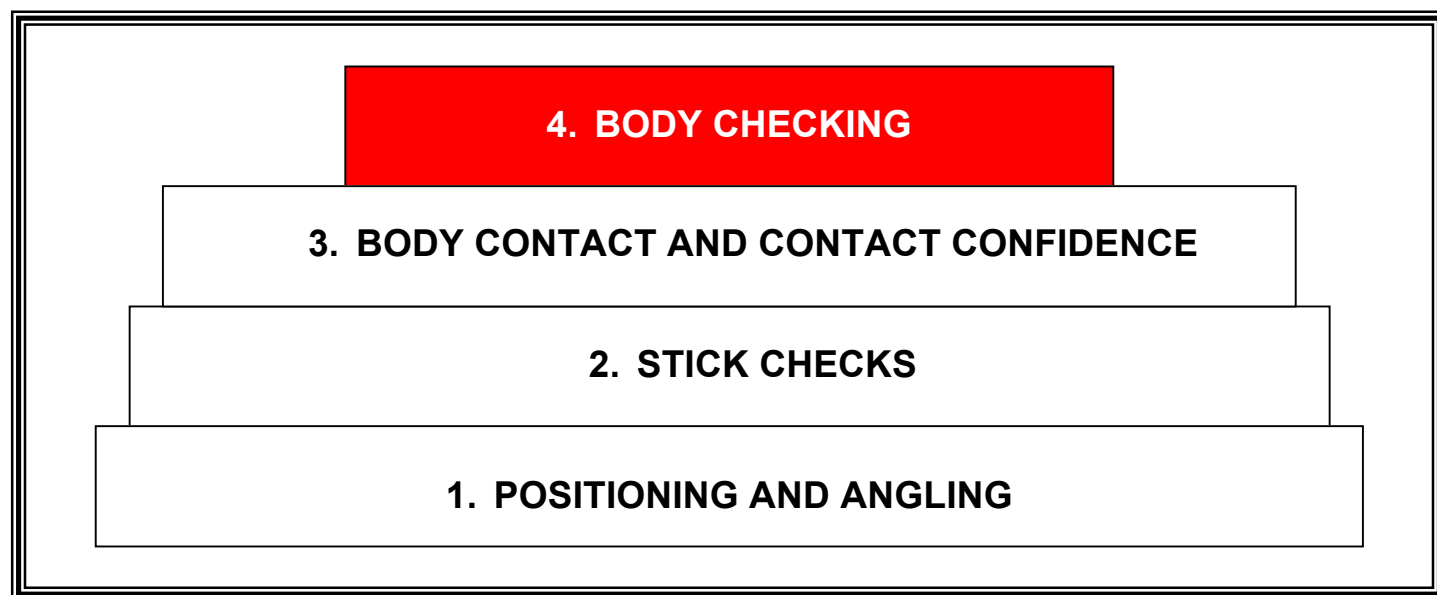 4. BODY CHECKING
3. BODY CONTACT AND CONTACT CONFIDENCE
2. STICK CHECKS
1. POSITIONING AND ANGLING